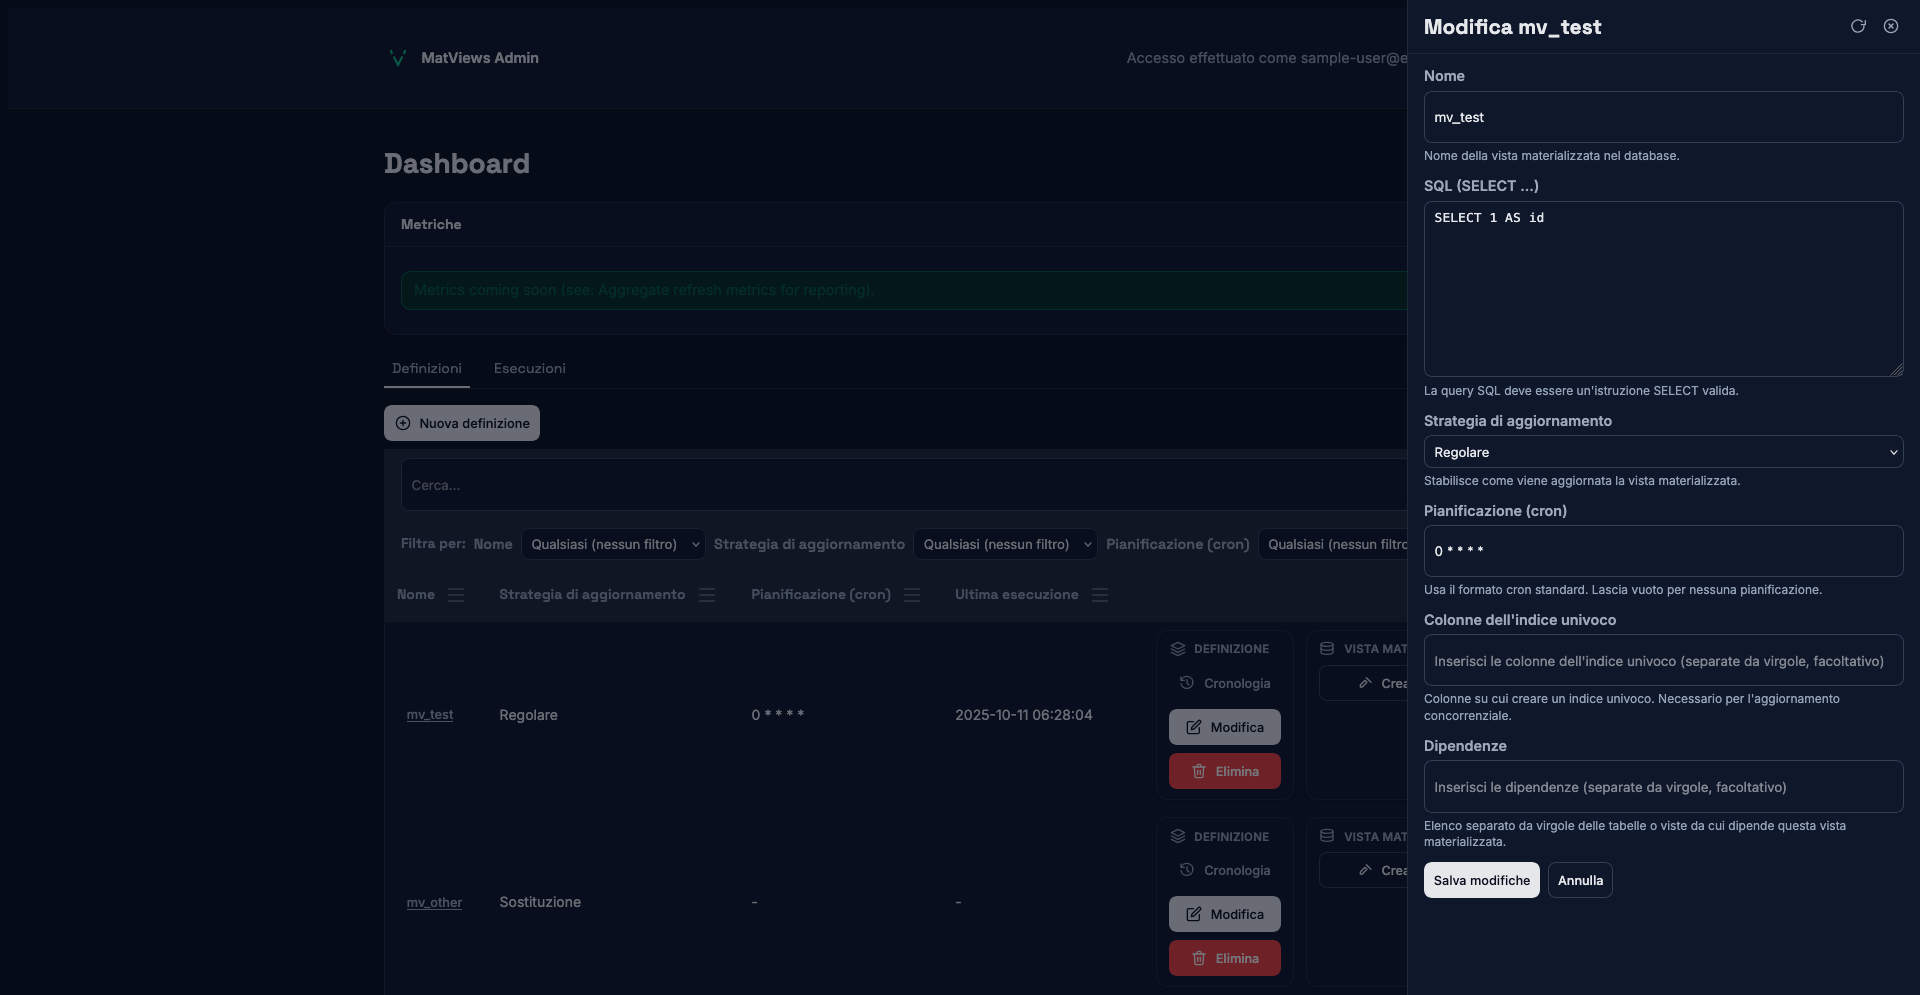 MatViews Admin
Accesso effettuato come sample-user@e
Dashboard
Metriche
Metrics coming soon (see: Aggregate refresh metrics for reporting).
Definizioni
Esecuzioni
Nuova definizione
Cerca...
Filtra per: Nome Qualsiasi (nessun filtro) Strategia di aggiornamento Qualsiasi (nessun filtro) Pianificazione (cron) Qualsiasi (nessun filtro
Nome Strategia di aggiornamento Pianificazione (cron) Ultima esecuzione
mv_test Regolare 0 * * * * 2025-10-11 06:28:04
DEFINIZIONE
Cronologia
Modifica
Elimina
VISTA MAT
Crea
mv_other Sostituzione - -
DEFINIZIONE
Cronologia
Modifica
Elimina
VISTA MAT
Crea
Modifica mv_test
Nome
mv_test
Nome della vista materializzata nel database.
SQL (SELECT ...)
SELECT 1 AS id
La query SQL deve essere un'istruzione SELECT valida.
Strategia di aggiornamento
Regolare
Stabilisce come viene aggiornata la vista materializzata.
Pianificazione (cron)
0 * * * *
Usa il formato cron standard. Lascia vuoto per nessuna pianificazione.
Colonne dell'indice univoco
Inserisci le colonne dell'indice univoco (separate da virgole, facoltativo)
Colonne su cui creare un indice univoco. Necessario per l'aggiornamento
concorrenziale.
Dipendenze
Inserisci le dipendenze (separate da virgole, facoltativo)
Elenco separato da virgole delle tabelle o viste da cui dipende questa vista
materializzata.
Salva modifiche
Annulla